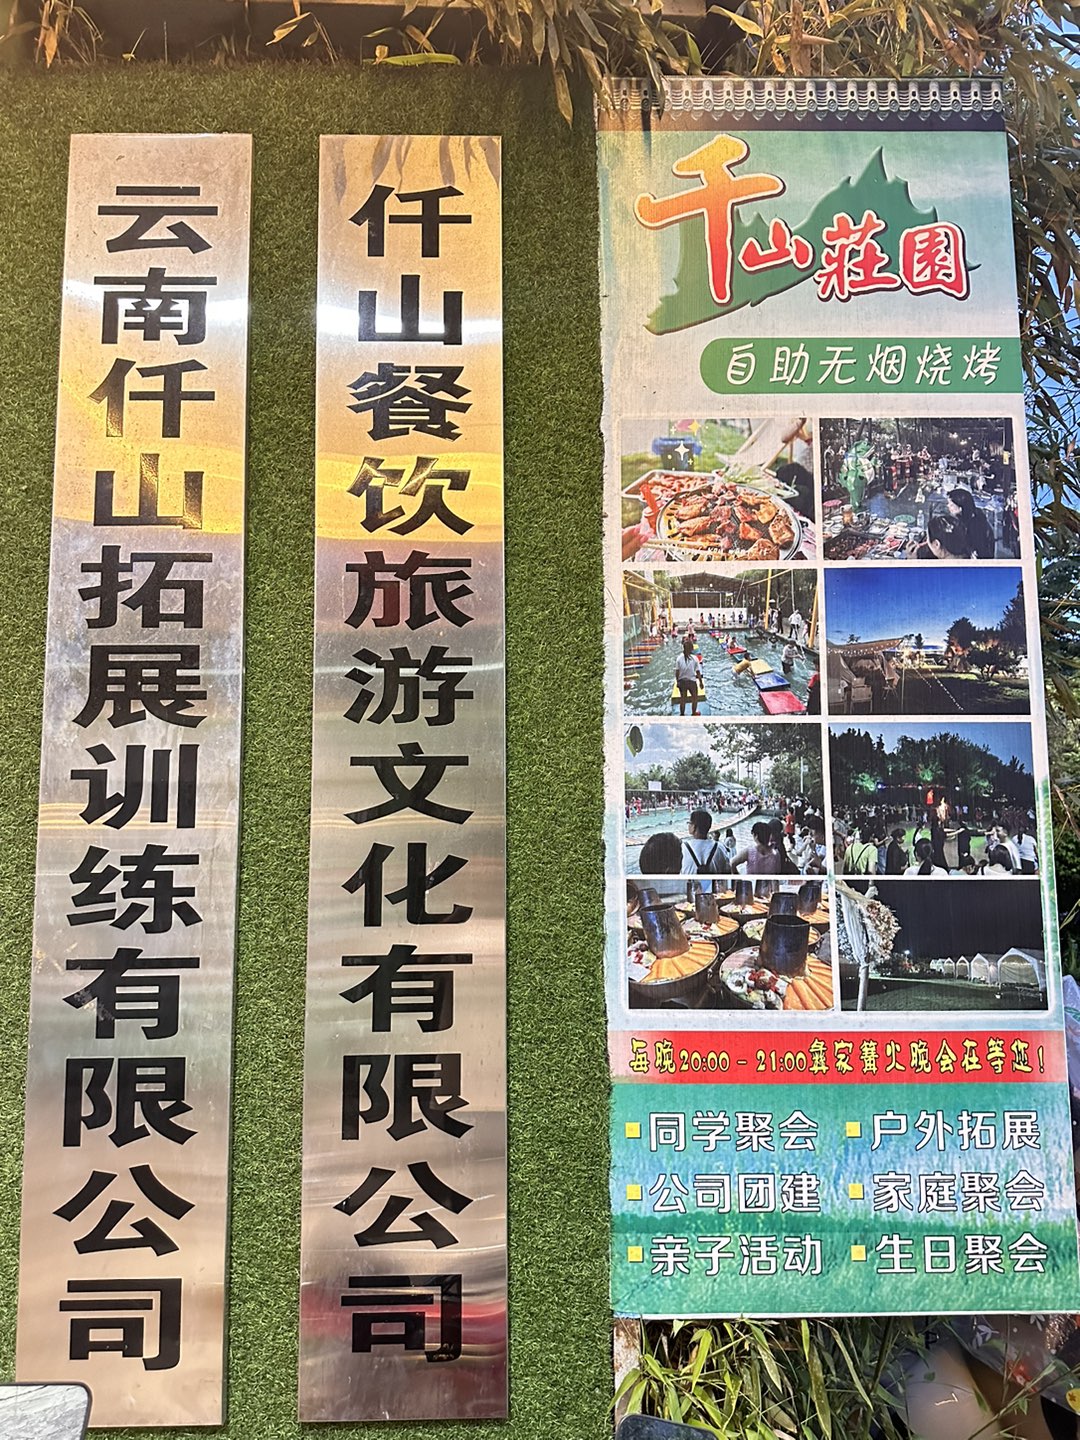 云南仟山拓展训练有限公司
仟山餐饮旅游文化有限公司
千山莊園
自助无烟烧烤
每晚20:00-21:00彝家篝火晚会在等您！
同学聚会 户外拓展
公司团建 家庭聚会
亲子活动 生日聚会